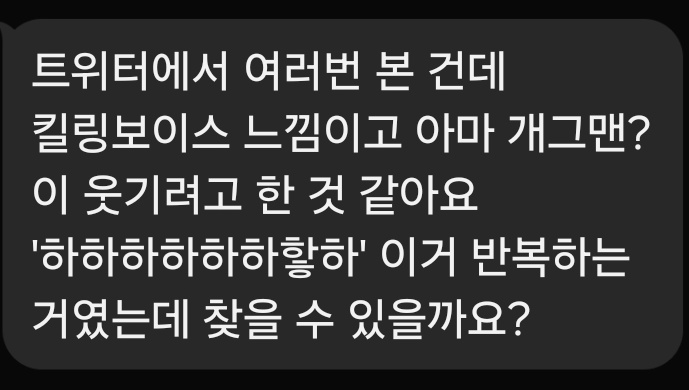 트위터에서 여러번 본 건데
킬링보이스 느낌이고 아마 개그맨?
이 웃기려고 한 것 같아요
'하하하하하하핳하' 이거 반복하는
거였는데 찾을 수 있을까요?